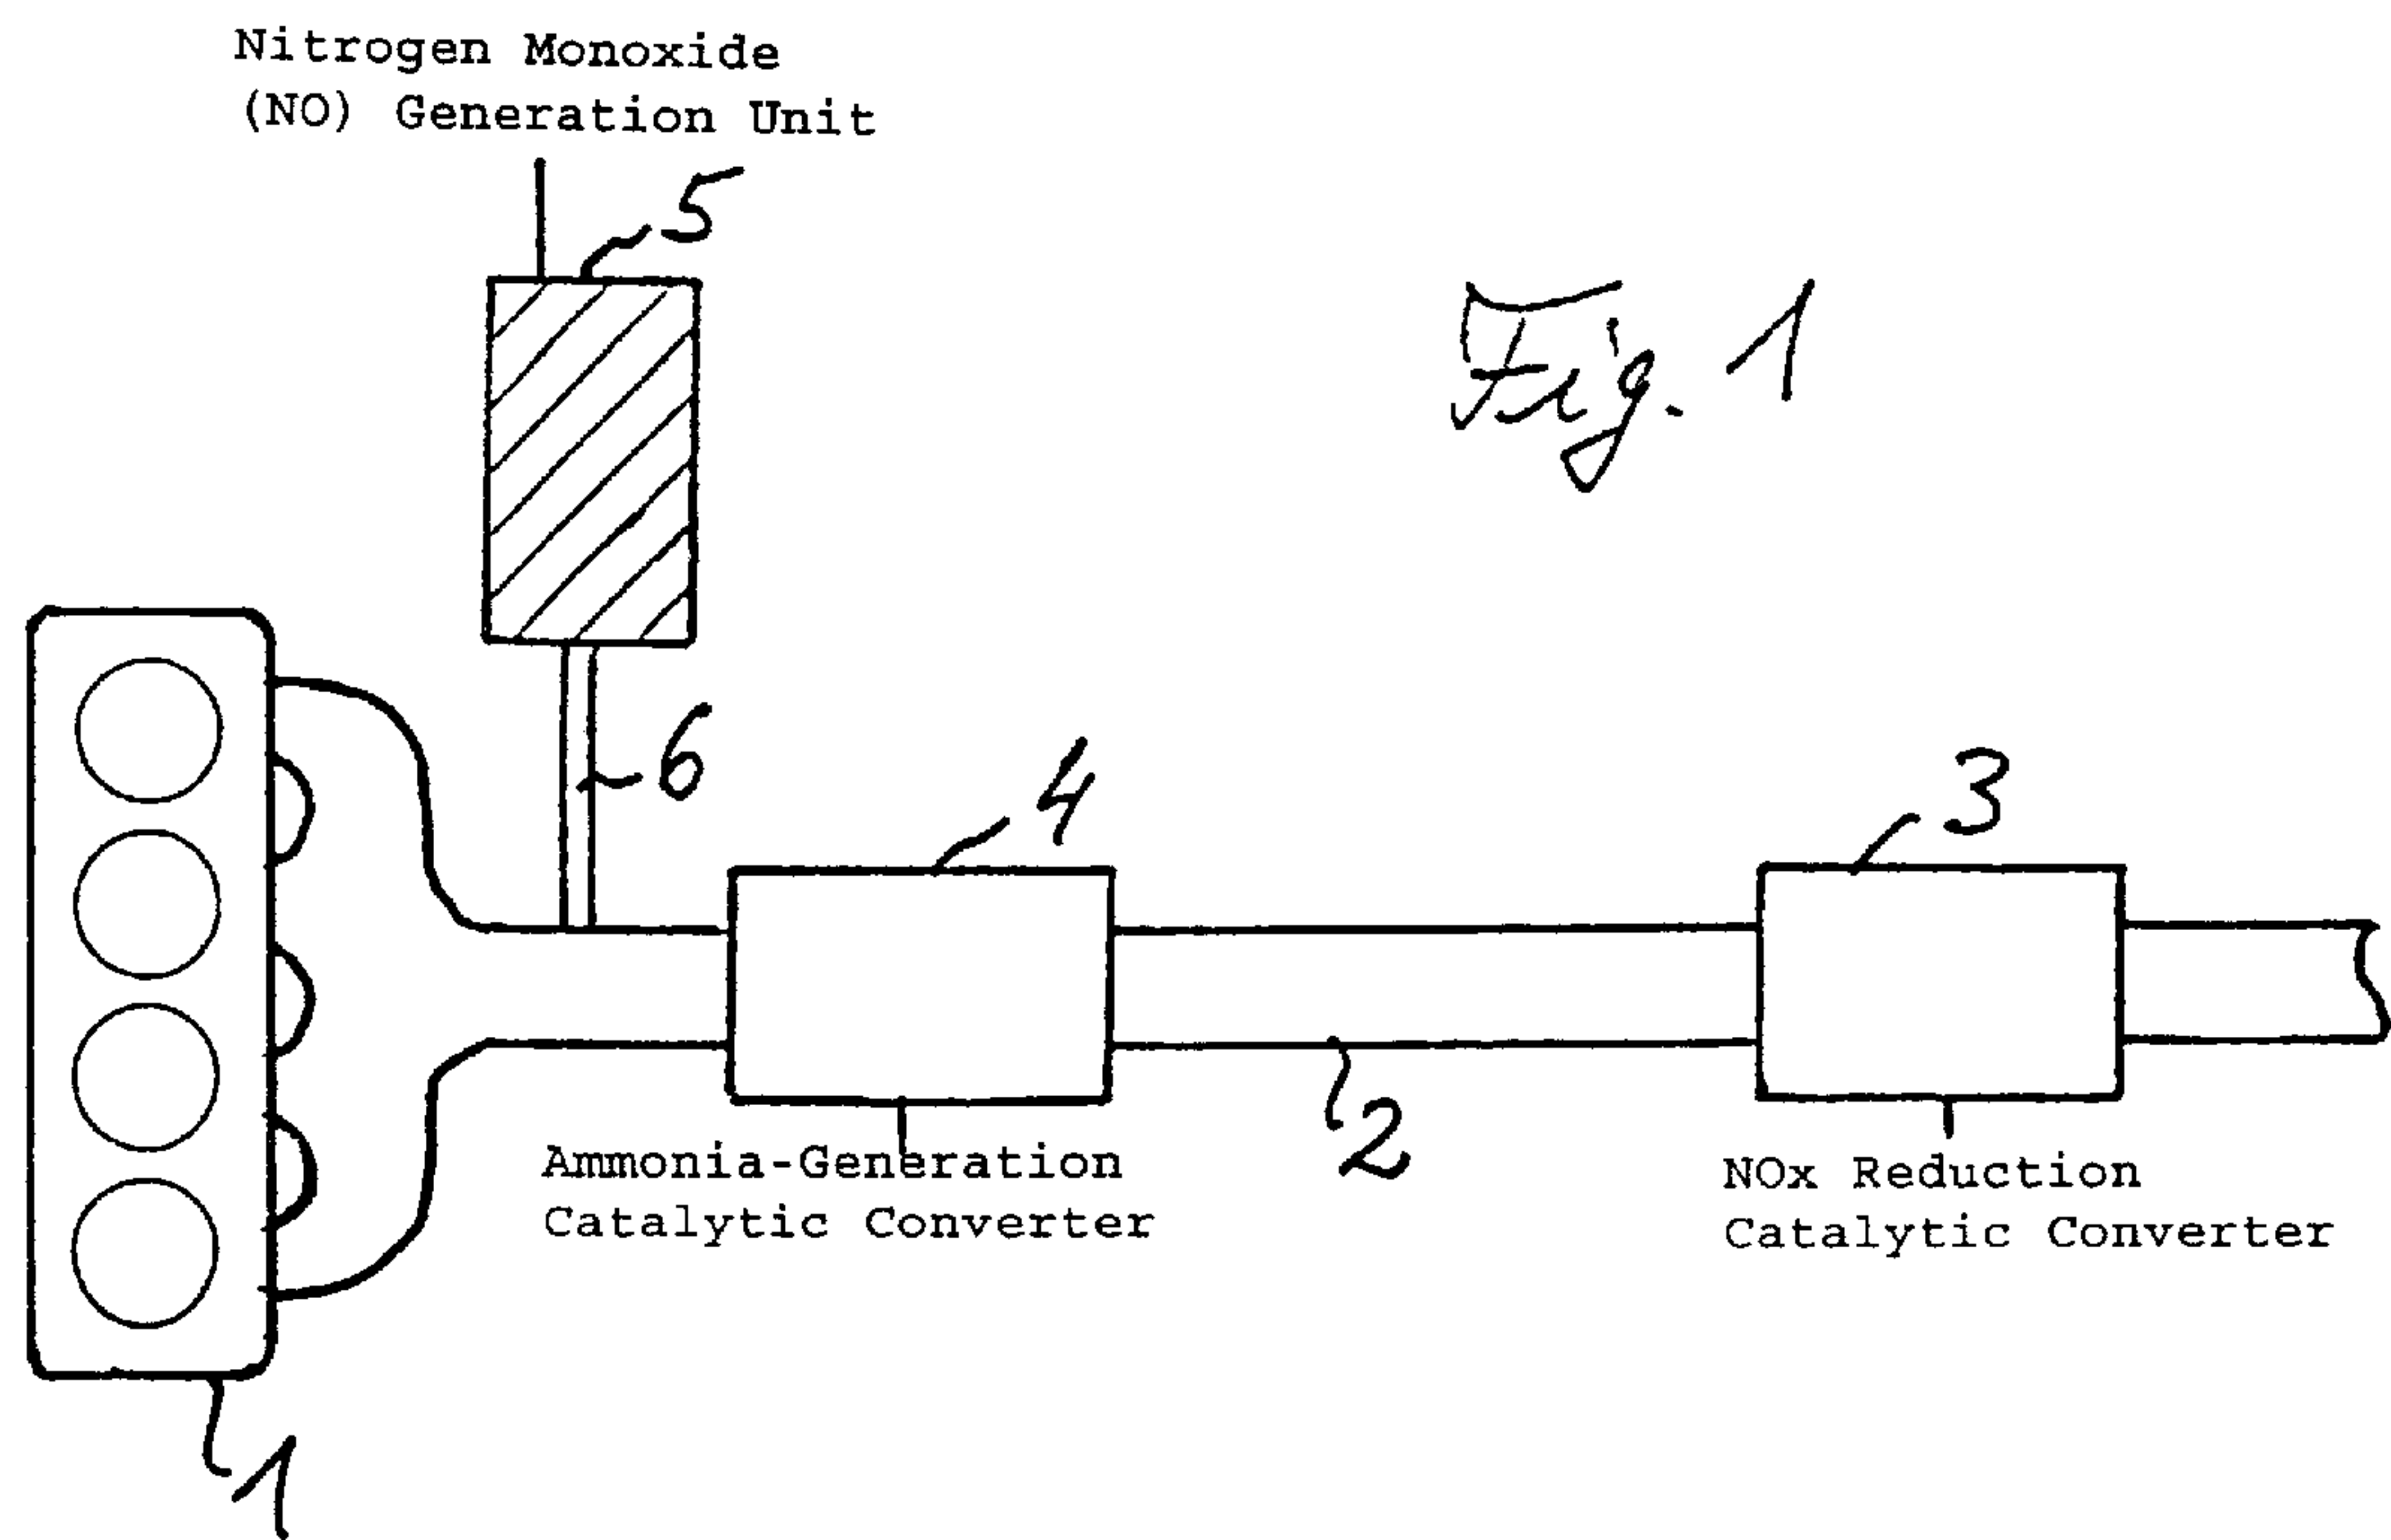 Nitrogen Monoxide
(NO) Generation Unit
5
Fig. 1
6
4
3
2
Ammonia-Generation
Catalytic Converter
NOx Reduction
Catalytic Converter
1